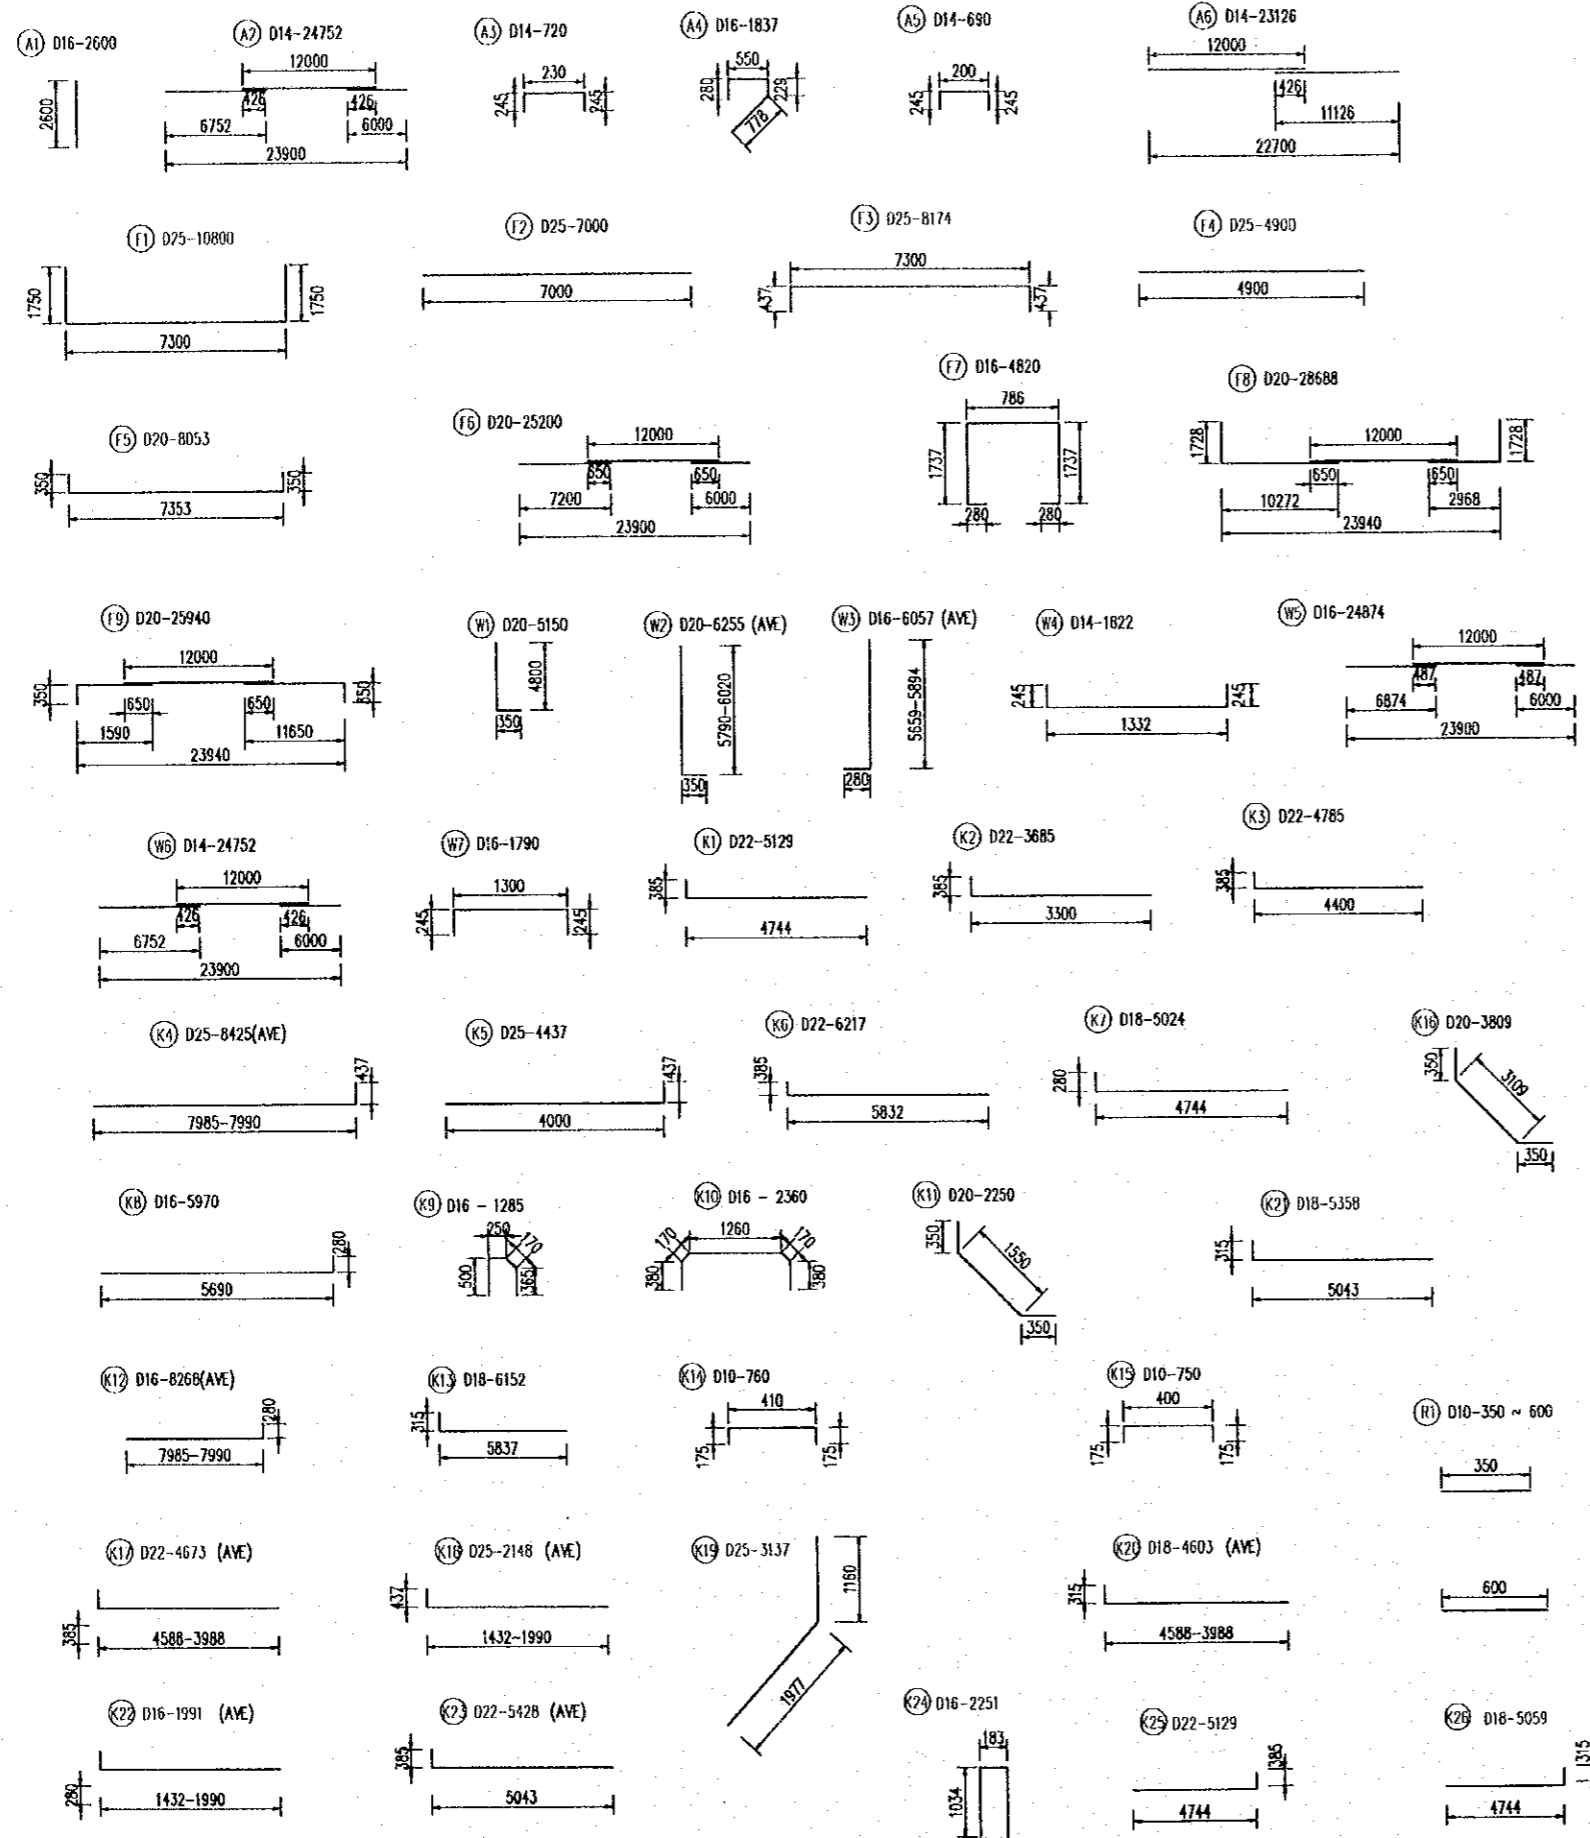 A1 D16-2600
2600
A2 D14-24752
12000
426 426
6752 6000
23900
A3 D14-720
230
245 245
A4 D16-1837
550
280 229
778
A5 D14-690
200
245 245
A6 D14-23126
12000
426
11126
22700
F1 D25-10800
1750 1750
7300
F2 D25-7000
7000
F3 D25-8174
7300
437 437
F4 D25-4900
4900
F5 D20-8053
350 350
7353
F6 D20-25200
12000
650 650
7200 6000
23900
F7 D16-4820
786
1737 1737
280 280
F8 D20-28688
1728 12000 1728
650 650
10272 2968
23940
F9 D20-25940
12000
350 350
650 650
1590 11650
23940
W1 D20-5150
4800
350
W2 D20-6255 (AVE)
5790-6020
350
W3 D16-6057 (AVE)
5659-5894
280
W4 D14-1822
245 245
1332
W5 D16-24874
12000
487 487
6874 6000
23900
W6 D14-24752
12000
426 426
6752 6000
23900
W7 D16-1790
1300
245 245
K1 D22-5129
385
4744
K2 D22-3685
385
3300
K3 D22-4785
385
4400
K4 D25-8425(AVE)
437
7985-7990
K5 D25-4437
437
4000
K6 D22-6217
385
5832
K7 D18-5024
280
4744
K16 D20-3809
350
3109
350
K8 D16-5970
280
5690
K9 D16 - 1285
250
170
500 365
K10 D16 - 2360
170 1260 170
380 380
K11 D20-2250
350
1550
350
K21 D18-5358
315
5043
K12 D16-8268(AVE)
280
7985-7990
K13 D18-6152
315
5837
K14 D10-760
410
175 175
K15 D10-750
400
175 175
R1 D10-350 ~ 600
350
600
K17 D22-4673 (AVE)
385
4588-3988
K18 D25-2148 (AVE)
437
1432-1990
K19 D25-3137
1160
1977
K20 D18-4603 (AVE)
315
4588-3988
K22 D16-1991 (AVE)
280
1432-1990
K23 D22-5428 (AVE)
385
5043
K24 D16-2251
183
1034
K25 D22-5129
385
4744
K26 D18-5059
315
4744